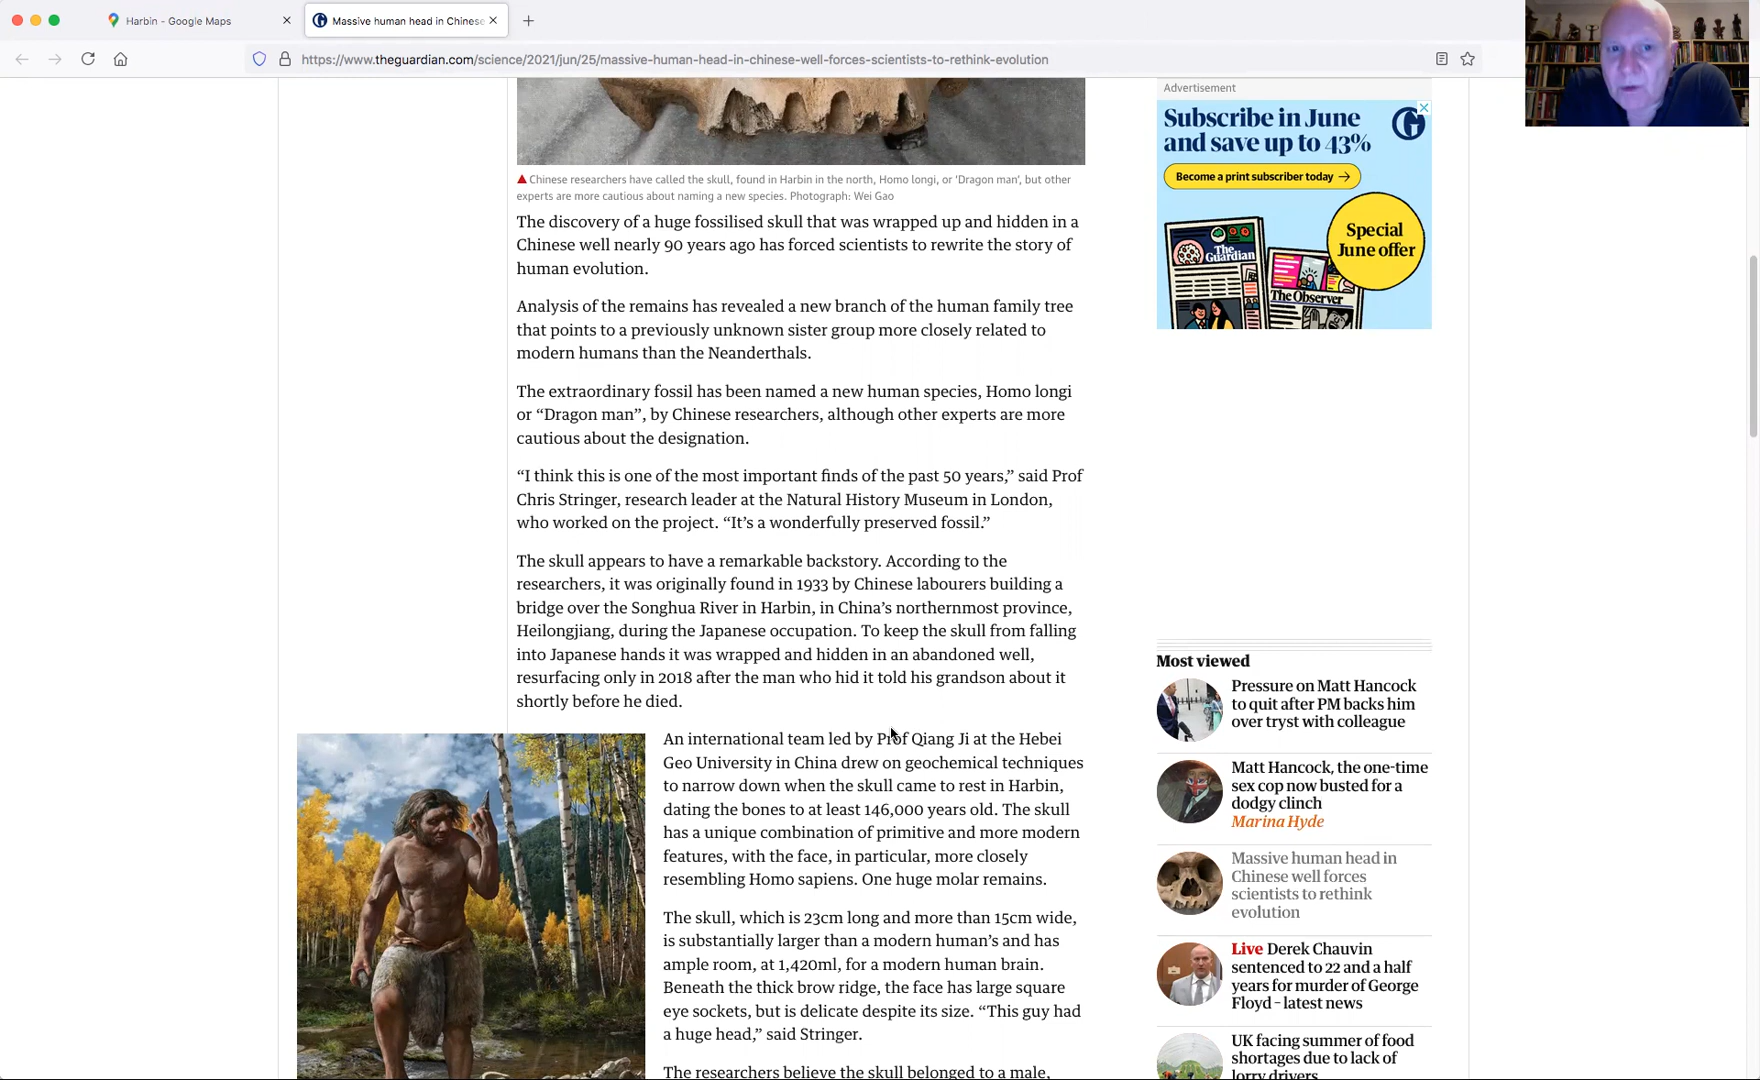 Harbin - Google Maps
Massive human head in Chinese
https://www.theguardian.com/science/2021/jun/25/massive-human-head-in-chinese-well-forces-scientists-to-rethink-evolution
Chinese researchers have called the skull, found in Harbin in the north, Homo longi, or ‘Dragon man’, but other
experts are more cautious about naming a new species. Photograph: Wei Gao
The discovery of a huge fossilised skull that was wrapped up and hidden in a
Chinese well nearly 90 years ago has forced scientists to rewrite the story of
human evolution.
Analysis of the remains has revealed a new branch of the human family tree
that points to a previously unknown sister group more closely related to
modern humans than the Neanderthals.
The extraordinary fossil has been named a new human species, Homo longi
or “Dragon man”, by Chinese researchers, although other experts are more
cautious about the designation.
“I think this is one of the most important finds of the past 50 years,” said Prof
Chris Stringer, research leader at the Natural History Museum in London,
who worked on the project. “It’s a wonderfully preserved fossil.”
The skull appears to have a remarkable backstory. According to the
researchers, it was originally found in 1933 by Chinese labourers building a
bridge over the Songhua River in Harbin, in China’s northernmost province,
Heilongjiang, during the Japanese occupation. To keep the skull from falling
into Japanese hands it was wrapped and hidden in an abandoned well,
resurfacing only in 2018 after the man who hid it told his grandson about it
shortly before he died.
An international team led by Prof Qiang Ji at the Hebei
Geo University in China drew on geochemical techniques
to narrow down when the skull came to rest in Harbin,
dating the bones to at least 146,000 years old. The skull
has a unique combination of primitive and more modern
features, with the face, in particular, more closely
resembling Homo sapiens. One huge molar remains.
The skull, which is 23cm long and more than 15cm wide,
is substantially larger than a modern human’s and has
ample room, at 1,420ml, for a modern human brain.
Beneath the thick brow ridge, the face has large square
eye sockets, but is delicate despite its size. “This guy had
a huge head,” said Stringer.
The researchers believe the skull belonged to a male,
Advertisement
Subscribe in June
and save up to 43%
G
Become a print subscriber today →
Special
June offer
The
Guardian
The Observer
Most viewed
Pressure on Matt Hancock
to quit after PM backs him
over tryst with colleague
Matt Hancock, the one-time
sex cop now busted for a
dodgy clinch
Marina Hyde
Massive human head in
Chinese well forces
scientists to rethink
evolution
Live Derek Chauvin
sentenced to 22 and a half
years for murder of George
Floyd – latest news
UK facing summer of food
shortages due to lack of
lorry drivers